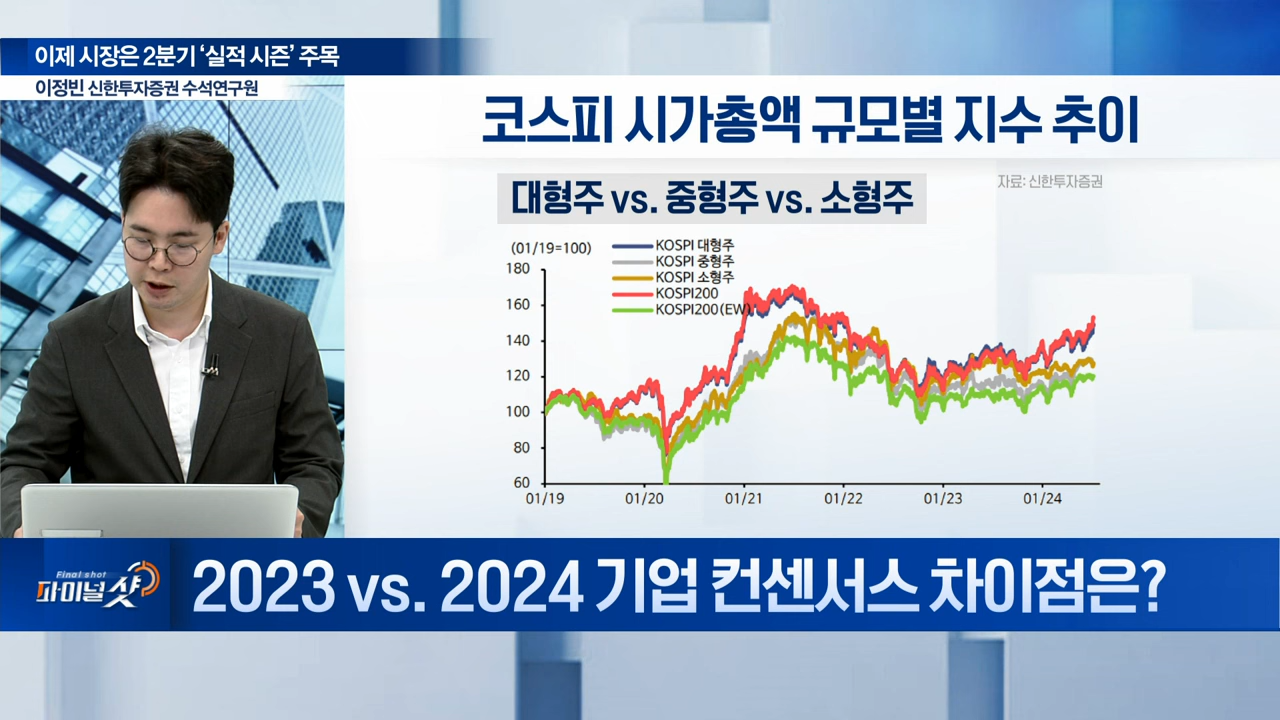 이제 시장은 2분기 ‘실적 시즌’ 주목
이정빈 신한투자증권 수석연구원
코스피 시가총액 규모별 지수 추이
자료: 신한투자증권
대형주 vs. 중형주 vs. 소형주
(01/19=100)
KOSPI 대형주
KOSPI 중형주
KOSPI 소형주
KOSPI200
KOSPI200(EW)
180
160
140
120
100
80
60
01/19 01/20 01/21 01/22 01/23 01/24
Final shot
파이널샷
2023 vs. 2024 기업 컨센서스 차이점은?